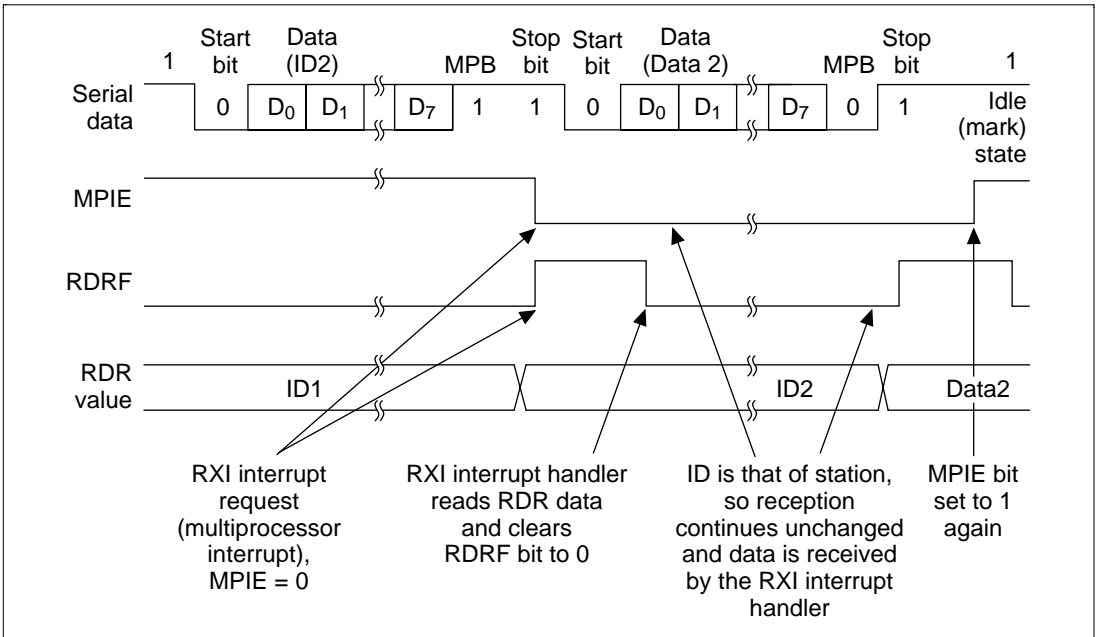 1 Start bit Data (ID2) MPB Stop bit Start bit Data (Data 2) MPB Stop bit 1
Serial data 0 D0 D1 D7 1 1 0 D0 D1 D7 0 1 Idle (mark) state
MPIE
RDRF
RDR value ID1 ID2 Data2
RXI interrupt
request
(multiprocessor
interrupt),
MPIE = 0
RXI interrupt handler
reads RDR data
and clears
RDRF bit to 0
ID is that of station,
so reception
continues unchanged
and data is received
by the RXI interrupt
handler
MPIE bit
set to 1
again